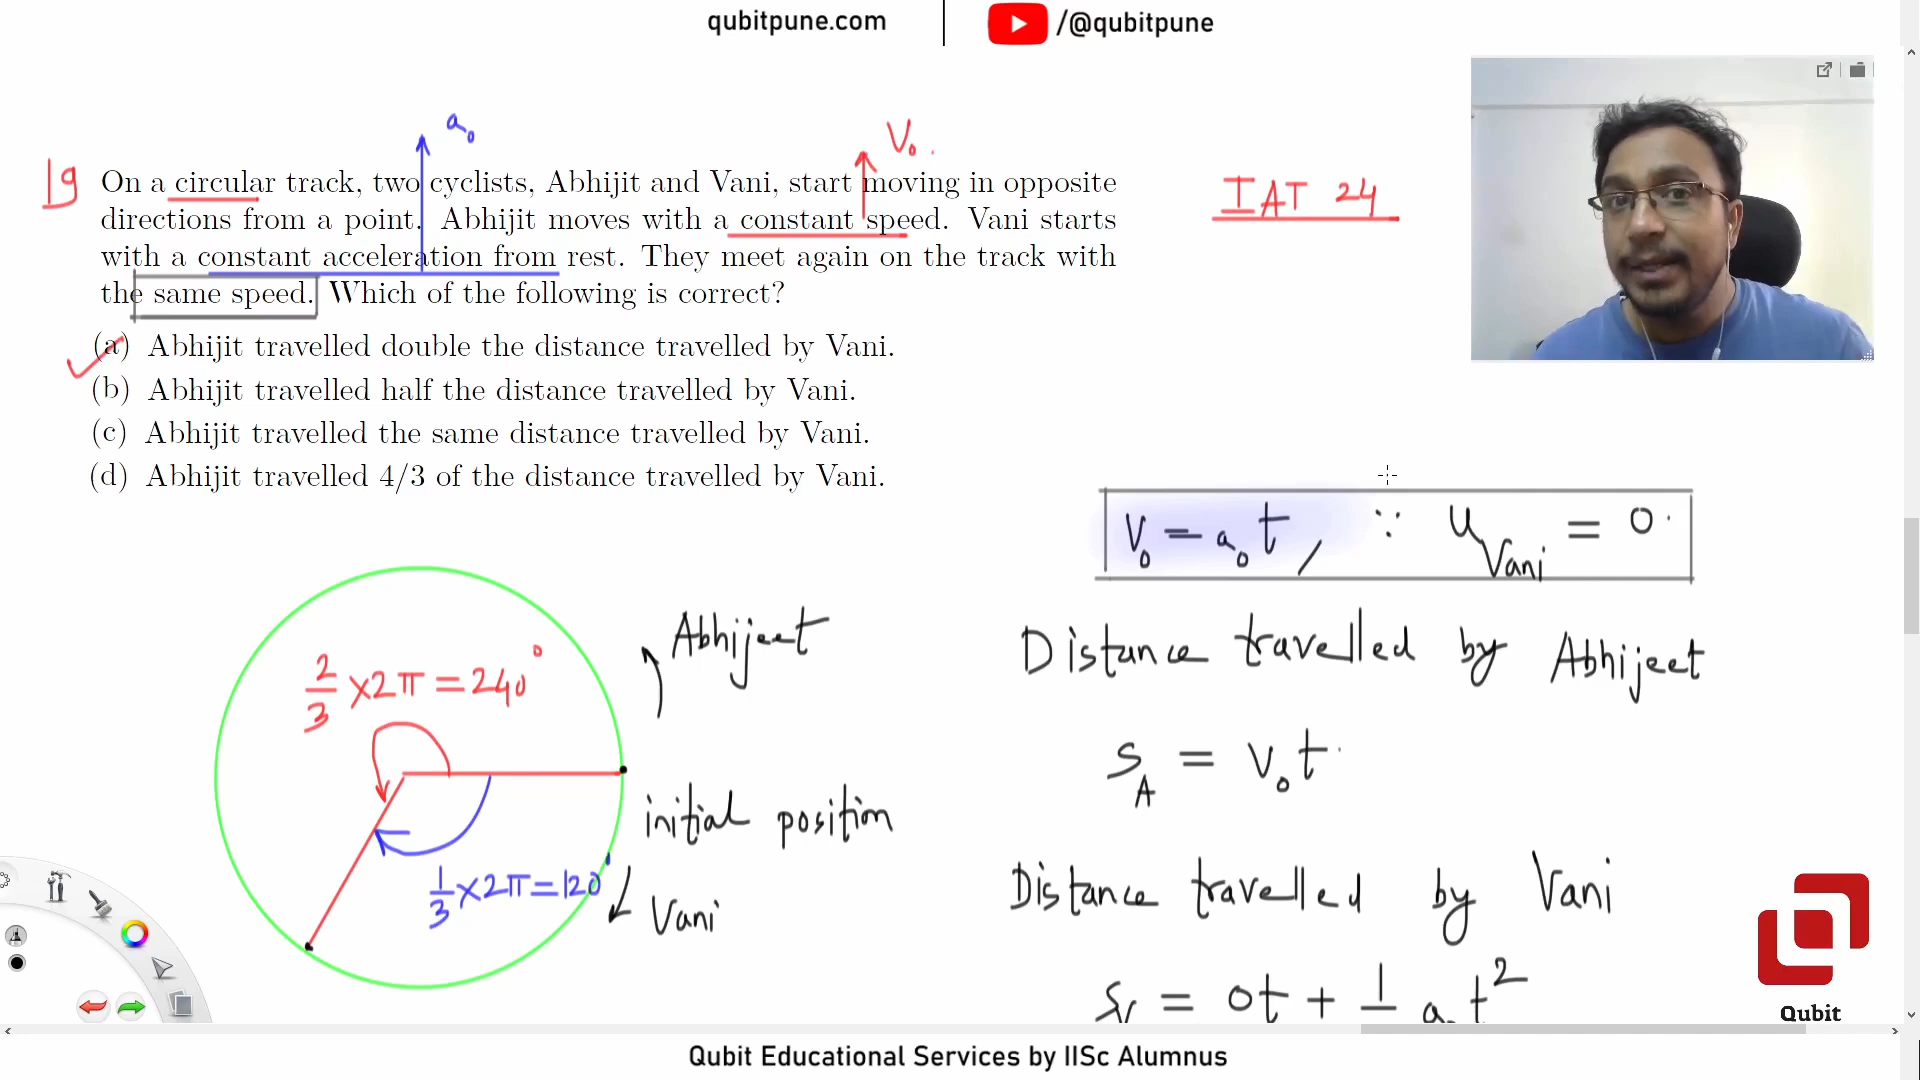 qubitpune.com
/@qubitpune
a₀
V₀.
19
On a circular track, two cyclists, Abhijit and Vani, start moving in opposite
directions from a point. Abhijit moves with a constant speed. Vani starts
with a constant acceleration from rest. They meet again on the track with
the same speed. Which of the following is correct?
IAT 24
(a) Abhijit travelled double the distance travelled by Vani.
(b) Abhijit travelled half the distance travelled by Vani.
(c) Abhijit travelled the same distance travelled by Vani.
(d) Abhijit travelled 4/3 of the distance travelled by Vani.
V₀ = a₀t, ∵ u_Vani = 0.
Abhijeet
2/3 × 2π = 240°
initial position
1/3 × 2π = 120°
Vani
Distance travelled by Abhijeet
S_A = V₀t.
Distance travelled by Vani
S_V = 0t + 1 a₀ t²
Qubit
Qubit Educational Services by IISc Alumnus